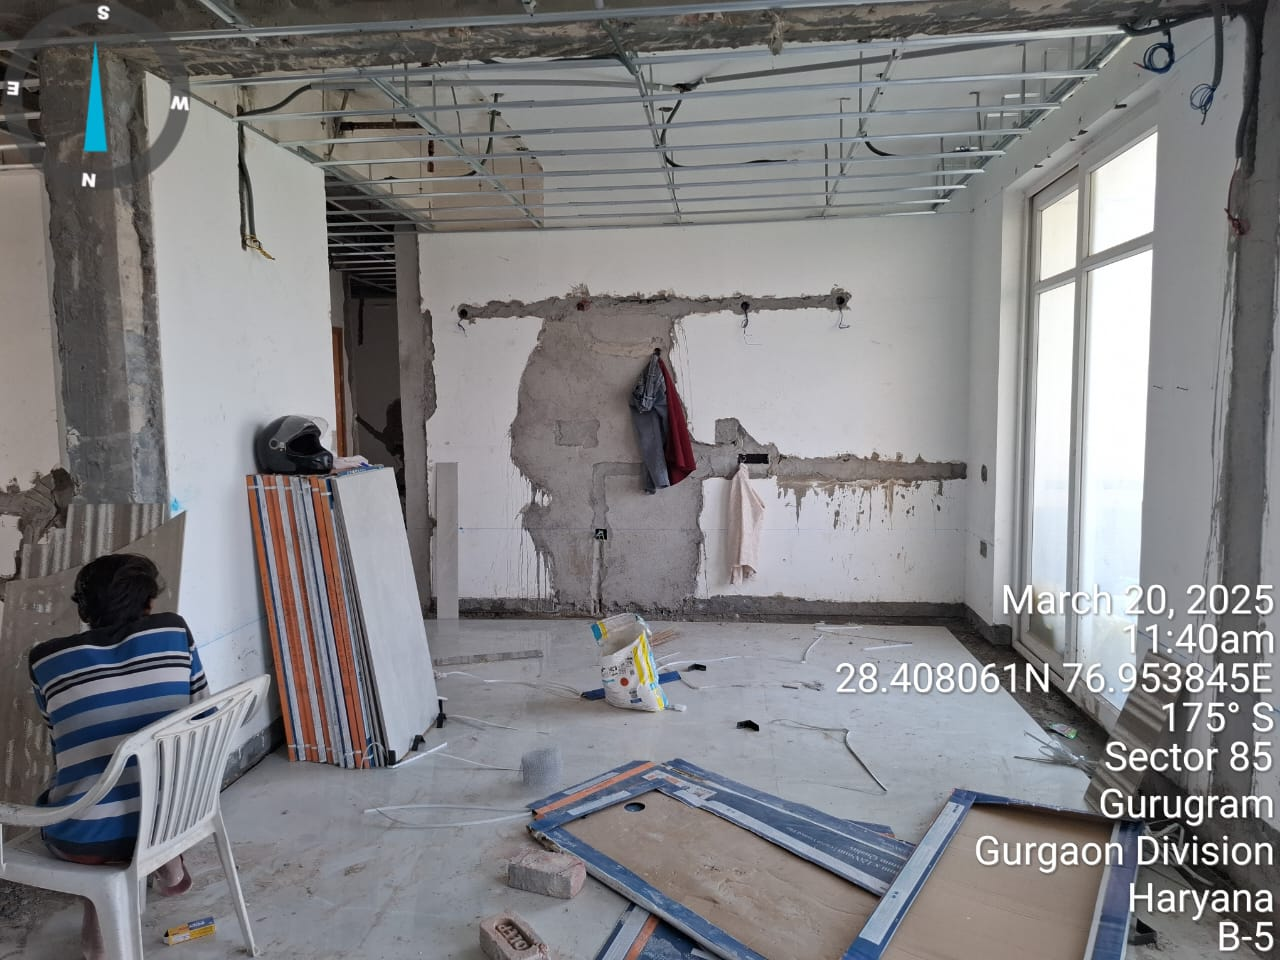 S
E
W
N
March 20, 2025
11:40am
28.408061N 76.953845E
175° S
Sector 85
Gurugram
Gurgaon Division
Haryana
B-5